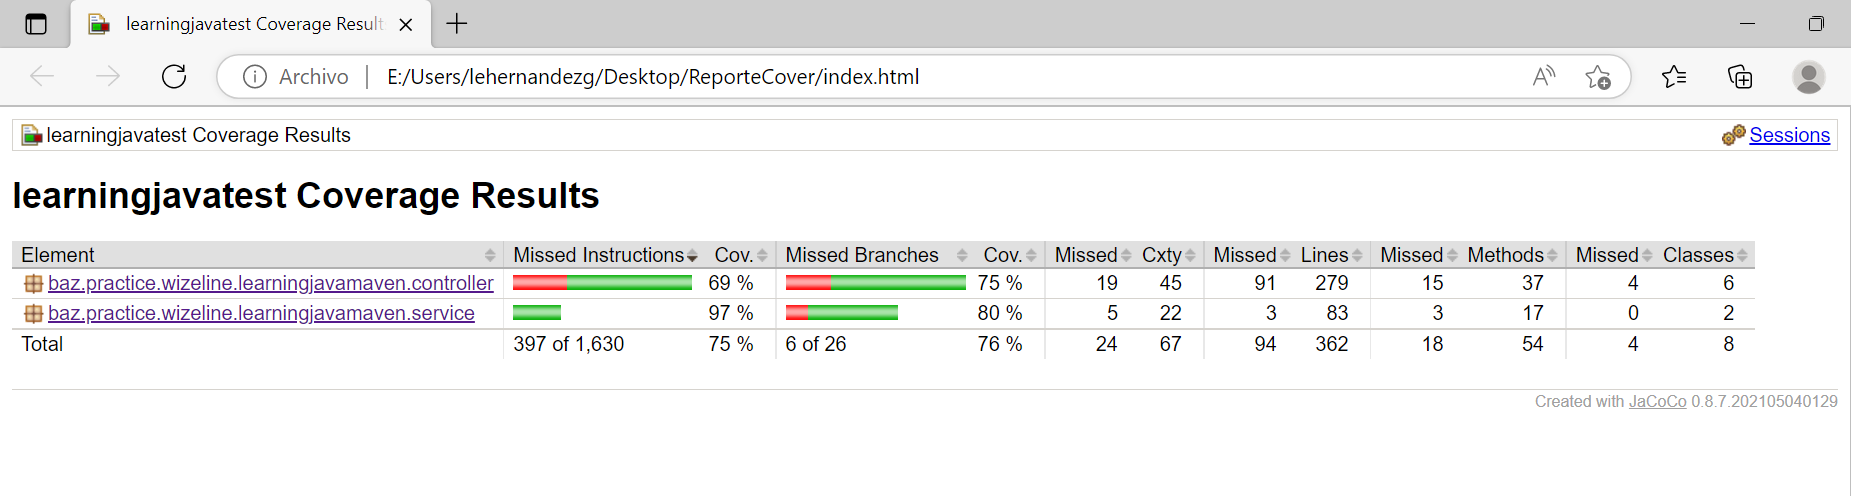 learningjavatest Coverage Result
Archivo | E:/Users/lehernandezg/Desktop/ReporteCover/index.html
learningjavatest Coverage Results Sessions
learningjavatest Coverage Results
Element Missed Instructions Cov. Missed Branches Cov. Missed Cxty Missed Lines Missed Methods Missed Classes
baz.practice.wizeline.learningjavamaven.controller 69 % 75 % 19 45 91 279 15 37 4 6
baz.practice.wizeline.learningjavamaven.service 97 % 80 % 5 22 3 83 3 17 0 2
Total 397 of 1,630 75 % 6 of 26 76 % 24 67 94 362 18 54 4 8
Created with JaCoCo 0.8.7.202105040129